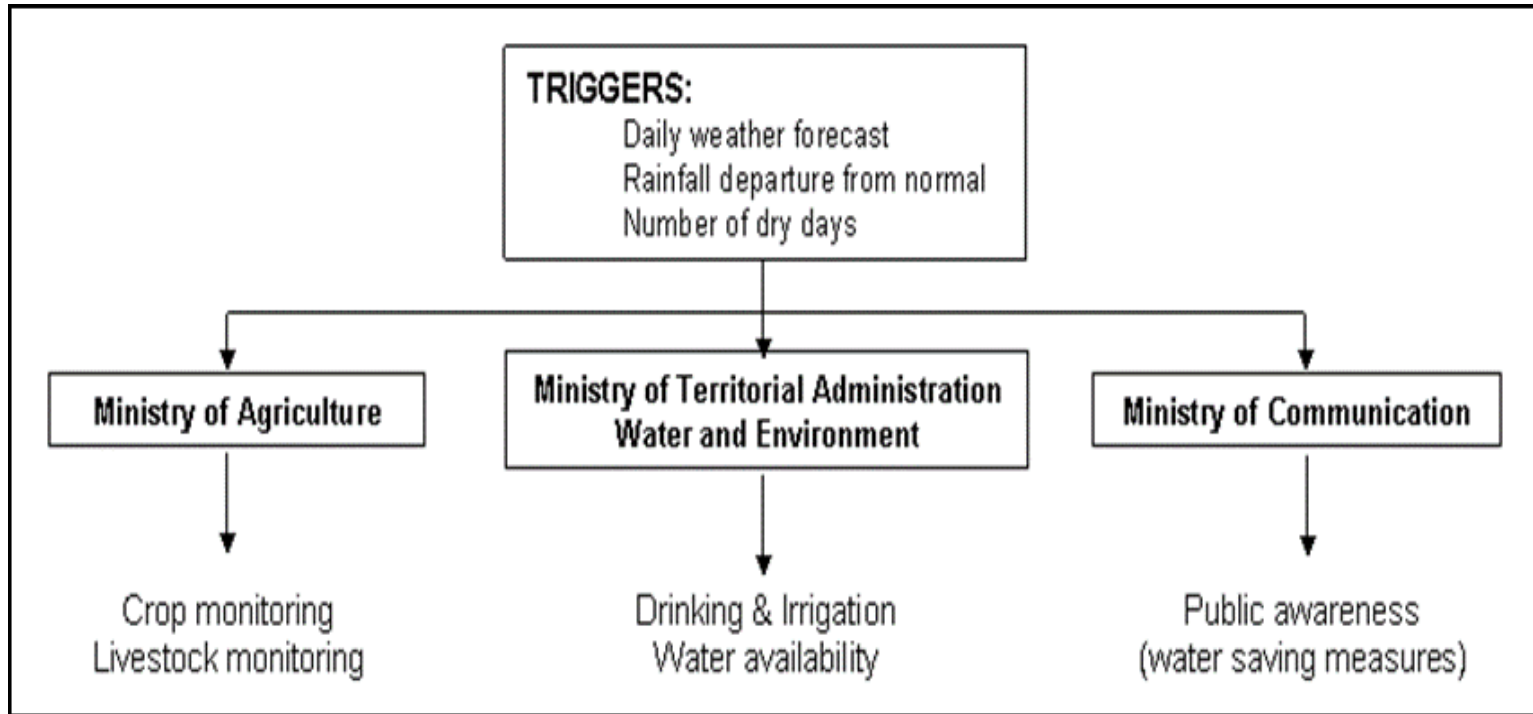 TRIGGERS:
Daily weather forecast
Rainfall departure from normal
Number of dry days
Ministry of Agriculture
Ministry of Territorial Administration
Water and Environment
Ministry of Communication
Crop monitoring
Livestock monitoring
Drinking & Irrigation
Water availability
Public awareness
(water saving measures)